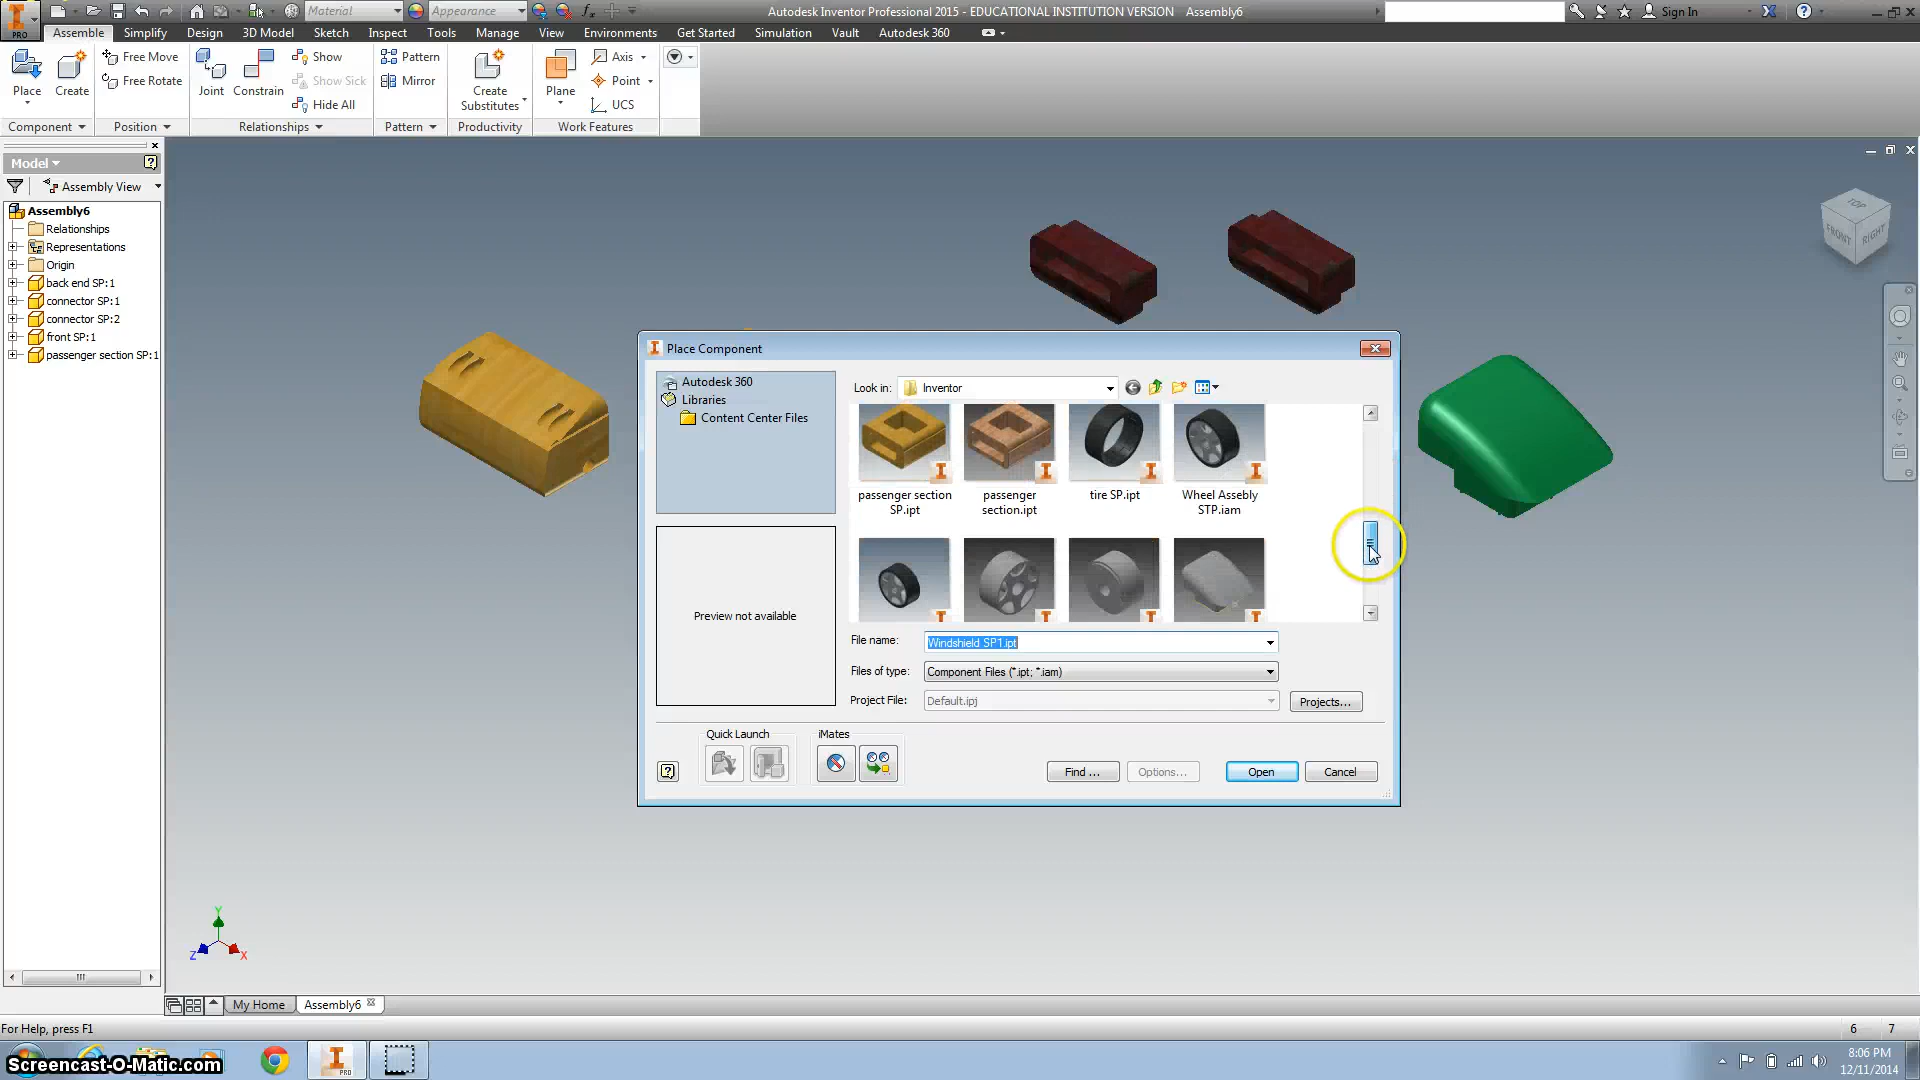 Material
Appearance
Autodesk Inventor Professional 2015 - EDUCATIONAL INSTITUTION VERSION Assembly6
Sign In
PRO
Assemble Simplify Design 3D Model Sketch Inspect Tools Manage View Environments Get Started Simulation Vault Autodesk 360
Place
Create
Free Move
Free Rotate
Joint
Constrain
Show
Show Sick
Hide All
Pattern
Mirror
Create
Substitutes
Plane
Axis
Point
UCS
Component Position Relationships Pattern Productivity Work Features
Model
Assembly View
Assembly6
Relationships
Representations
Origin
back end SP:1
connector SP:1
connector SP:2
front SP:1
passenger section SP:1
TOP
FRONT
RIGHT
Place Component
Autodesk 360
Libraries
Content Center Files
Look in: Inventor
passenger section
SP.ipt
passenger
section.ipt
tire SP.ipt
Wheel Assebly
STP.iam
Preview not available
File name: Windshield SP1.ipt
Files of type: Component Files (*.ipt; *.iam)
Project File: Default.ipj
Projects...
Quick Launch
iMates
Find ...
Options...
Open
Cancel
Y
Z
X
My Home
Assembly6
For Help, press F1
6 7
PRO
Screencast-O-Matic.com
8:06 PM
12/11/2014